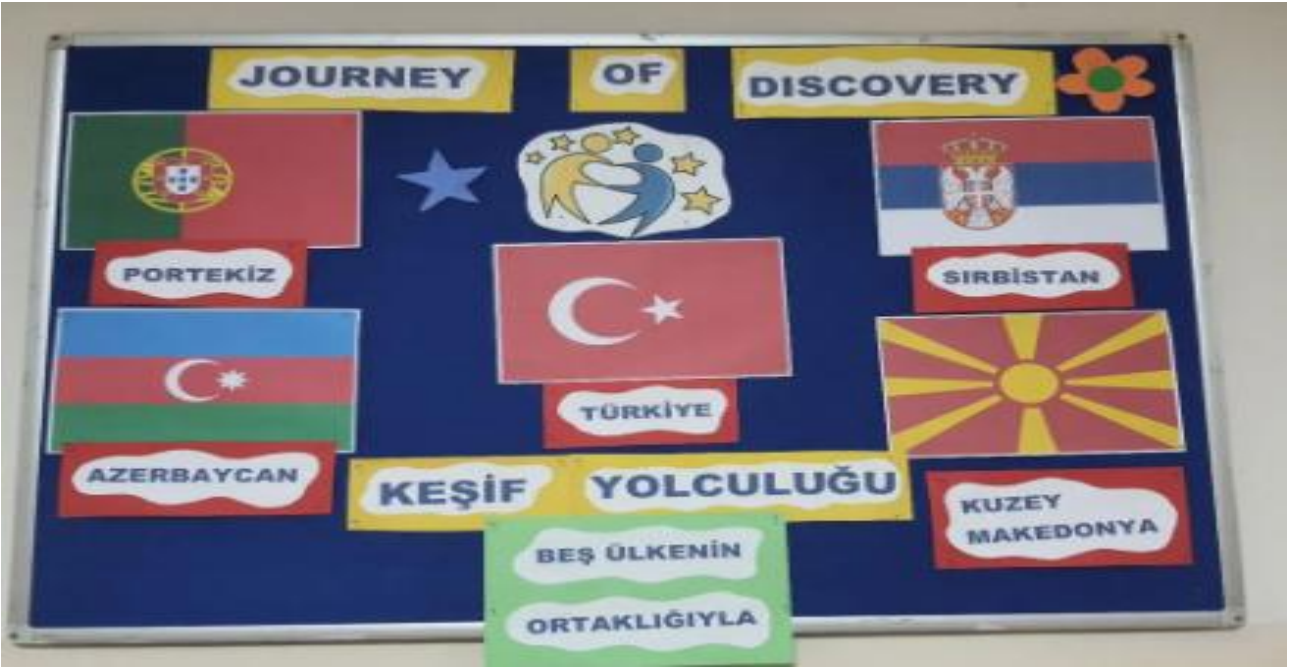 JOURNEY OF DISCOVERY
PORTEKİZ
SIRBİSTAN
TÜRKİYE
AZERBAYCAN
KEŞİF YOLCULUĞU
KUZEY
MAKEDONYA
BEŞ ÜLKENİN
ORTAKLIĞIYLA